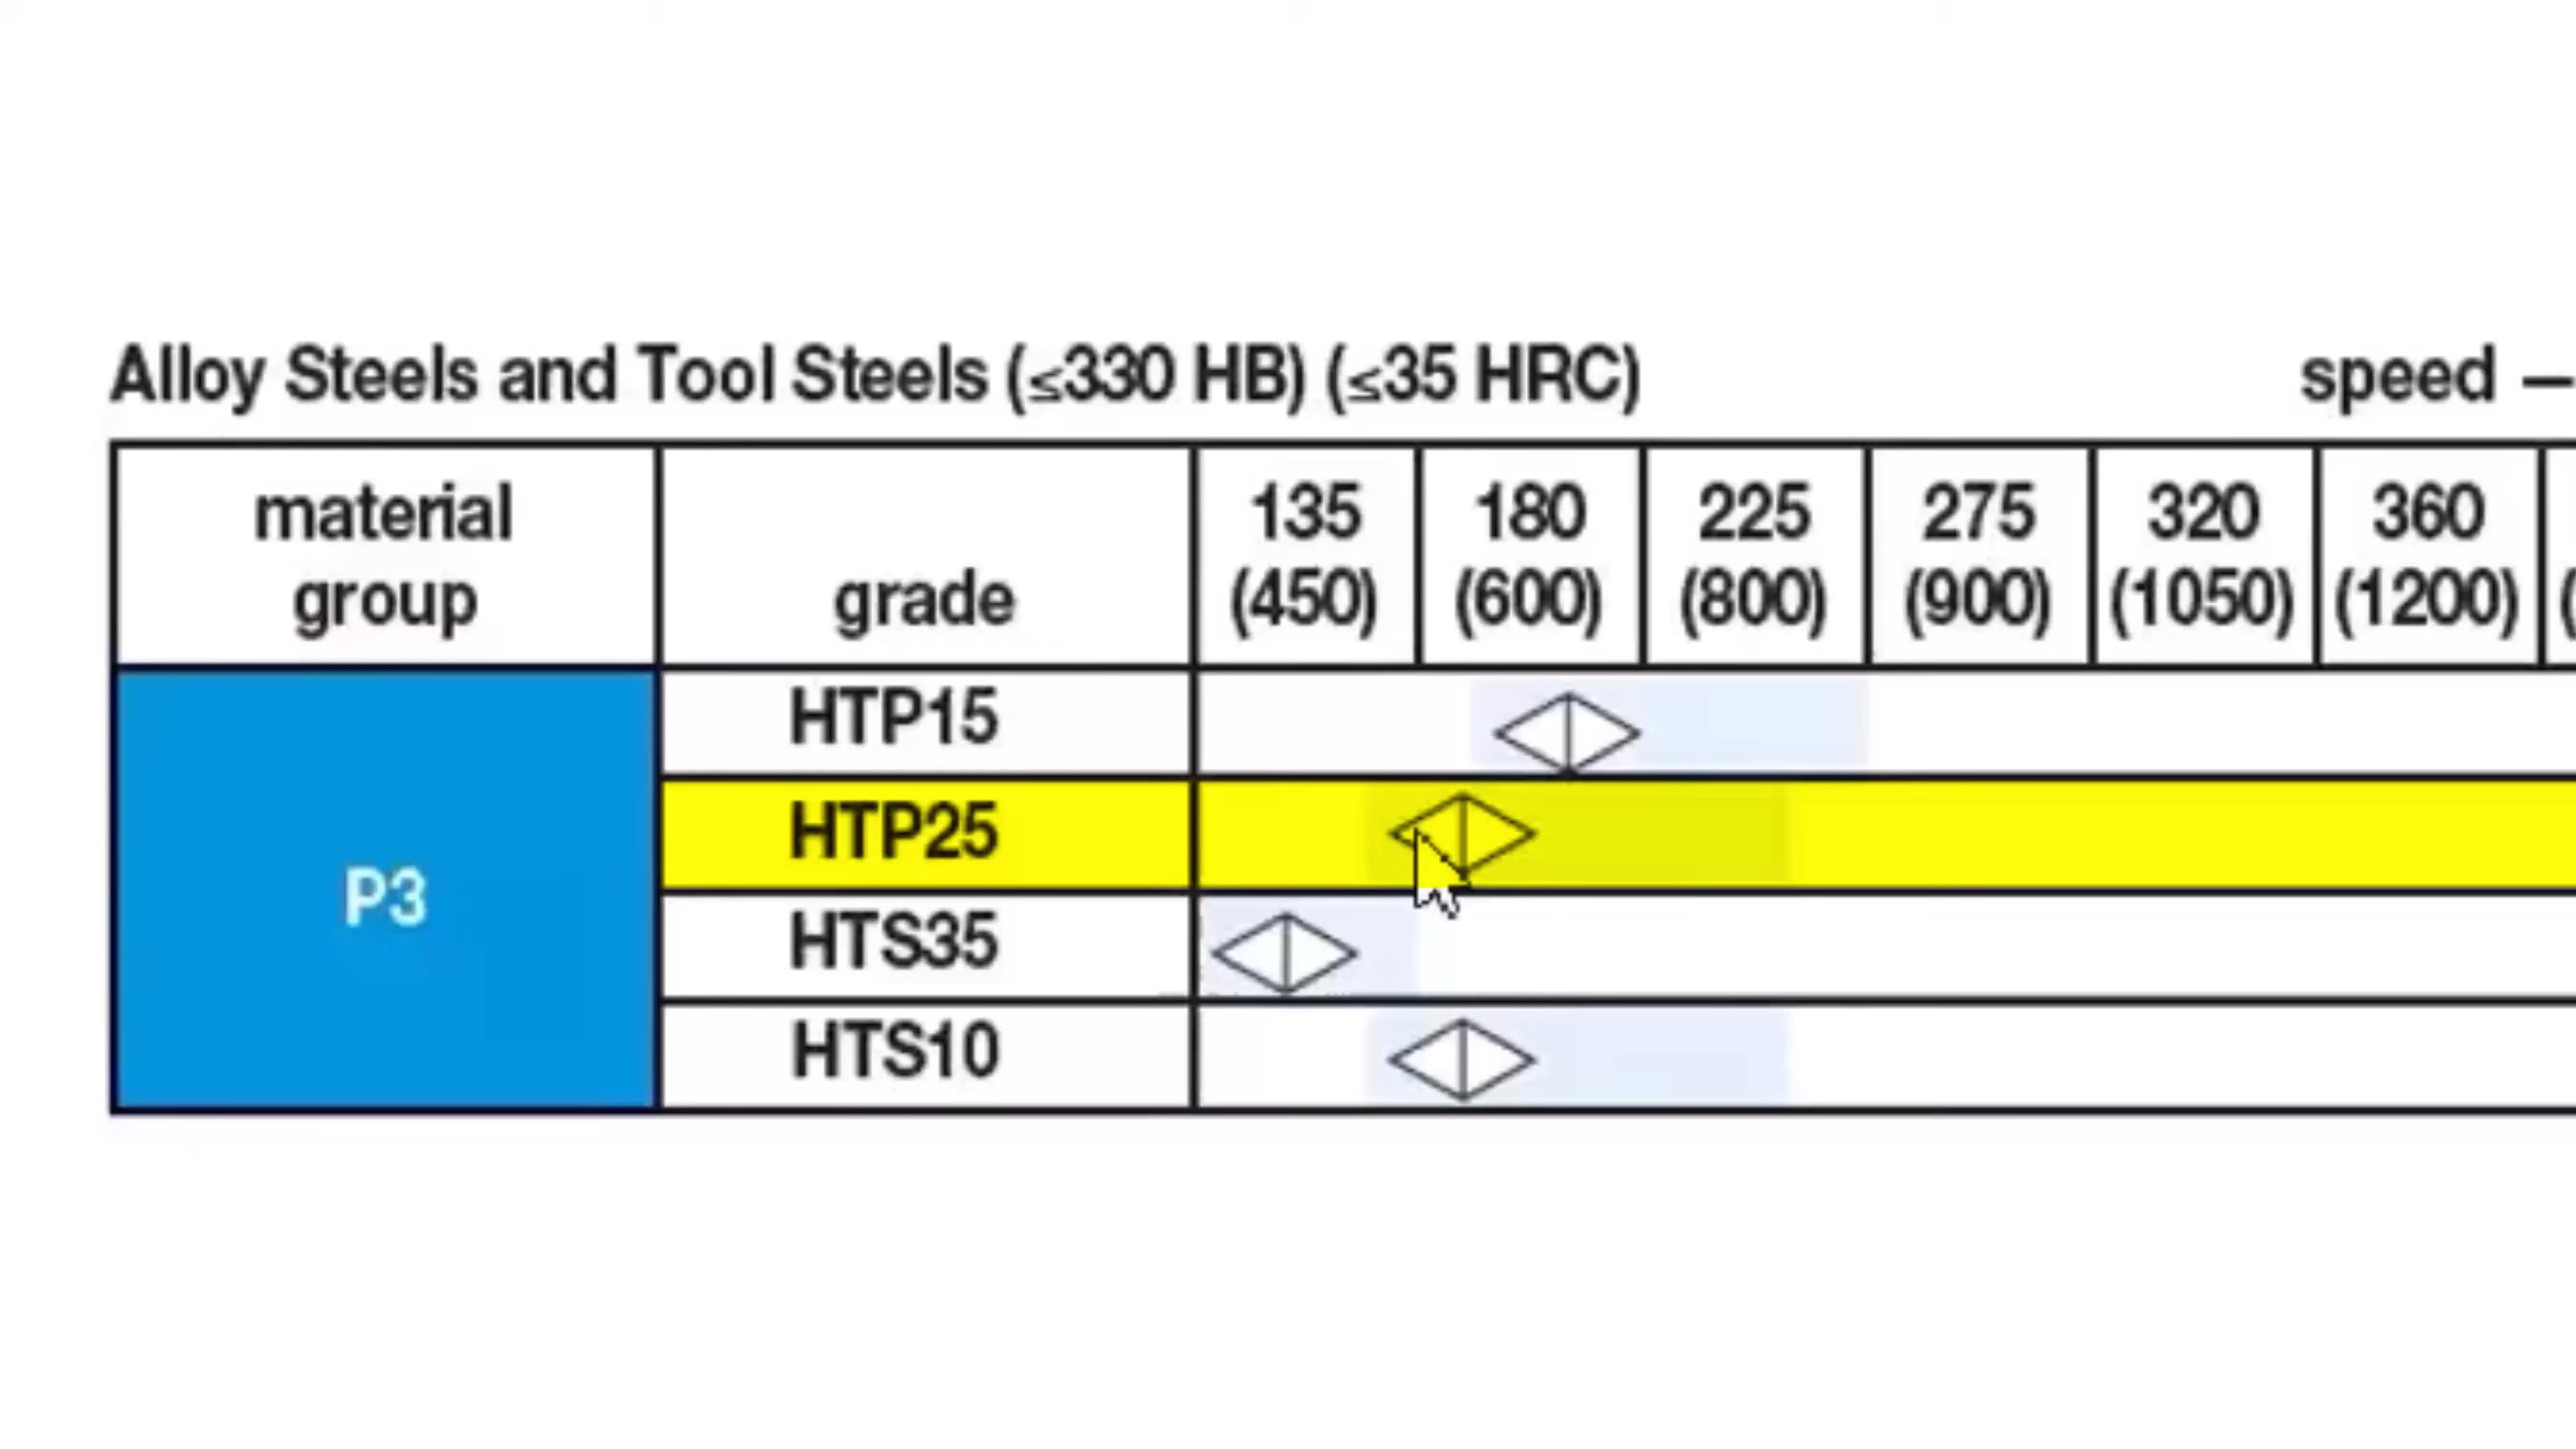 Alloy Steels and Tool Steels (≤330 HB) (≤35 HRC) speed —
material group grade 135 (450) 180 (600) 225 (800) 275 (900) 320 (1050) 360 (1200) (
P3
HTP15
HTP25
HTS35
HTS10